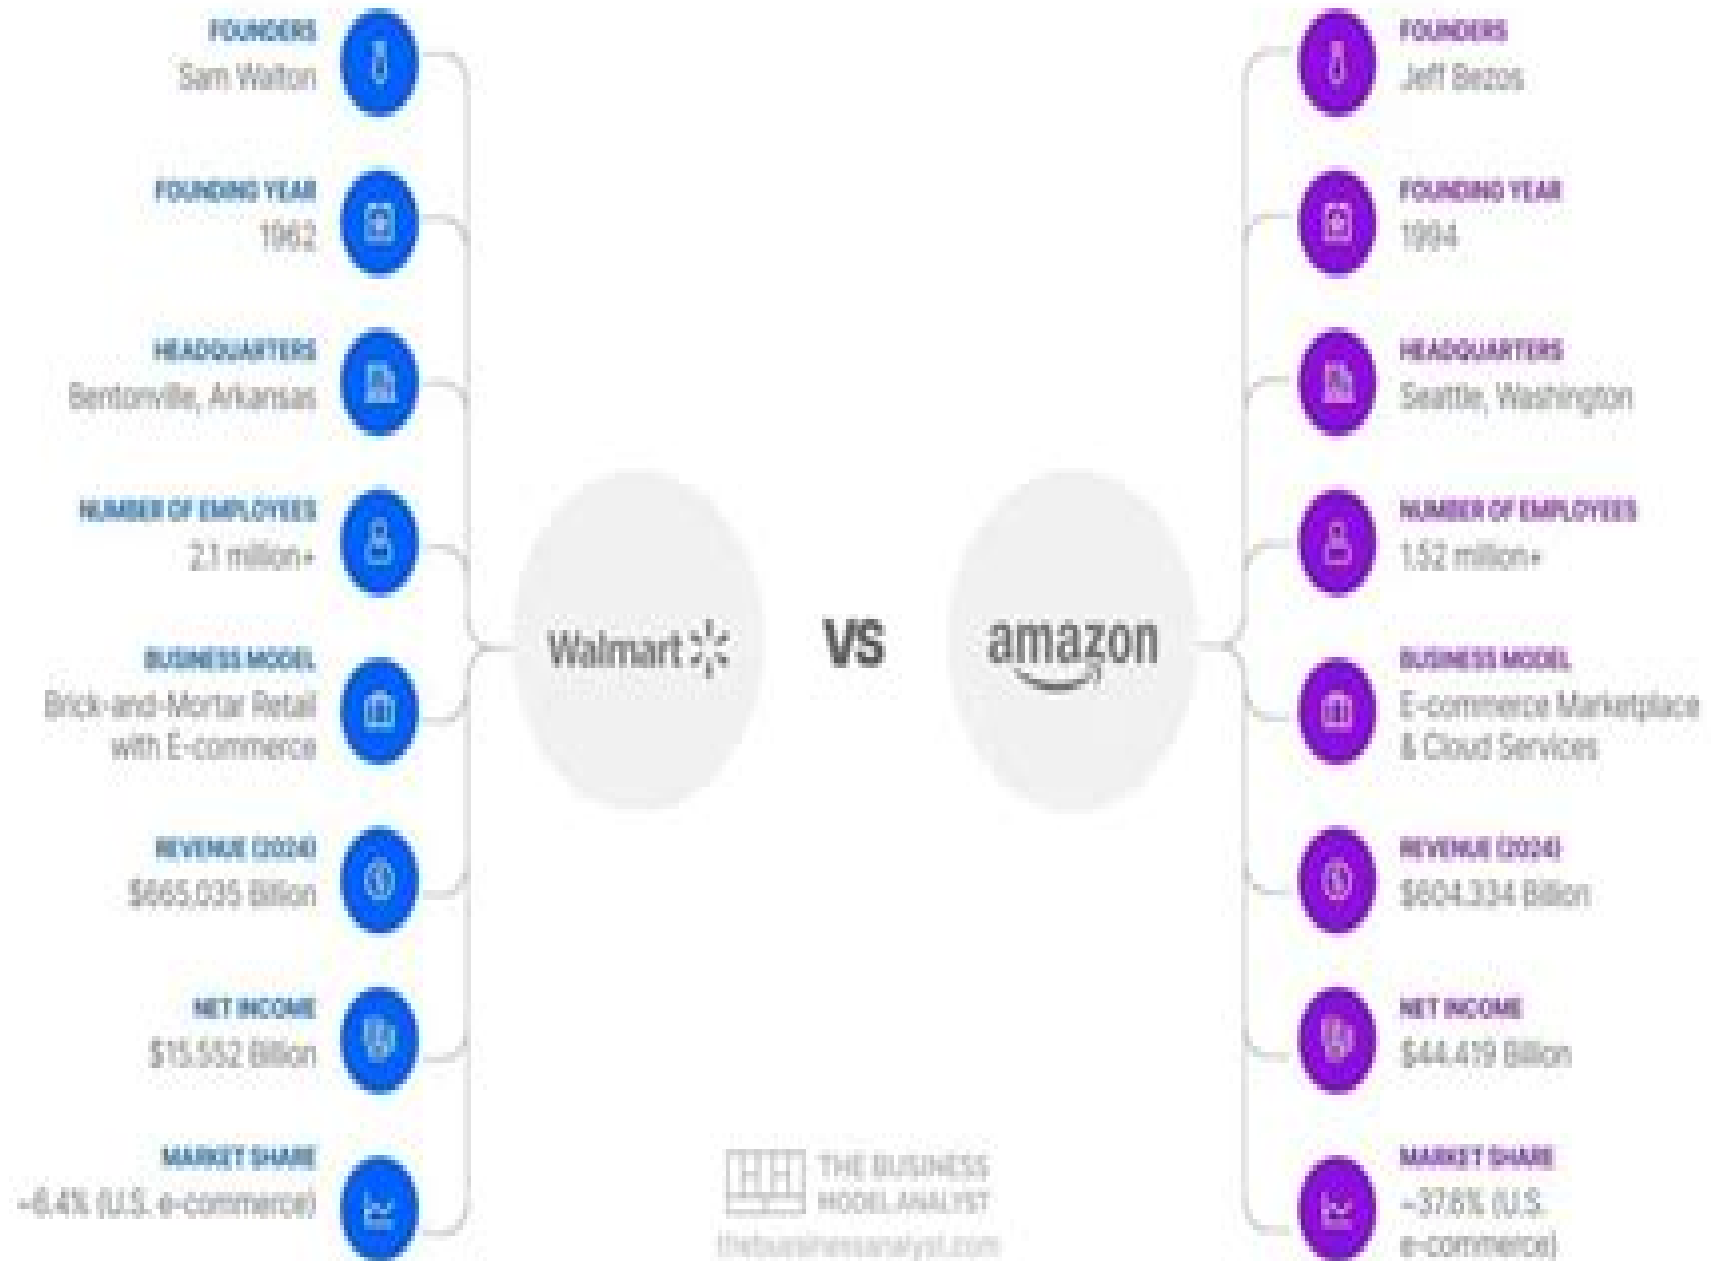 FOUNDERS
Sam Walton
FOUNDING YEAR
1962
HEADQUARTERS
Bentonville, Arkansas
NUMBER OF EMPLOYEES
2.1 million+
BUSINESS MODEL
Brick-and-Mortar Retail
with E-commerce
REVENUE (2024)
$665.035 Billion
NET INCOME
$15.552 Billion
MARKET SHARE
~6.4% (U.S. e-commerce)
Walmart
VS
amazon
THE BUSINESS
MODEL ANALYST
FOUNDERS
Jeff Bezos
FOUNDING YEAR
1994
HEADQUARTERS
Seattle, Washington
NUMBER OF EMPLOYEES
1.52 million+
BUSINESS MODEL
E-commerce Marketplace
& Cloud Services
REVENUE (2024)
$604.334 Billion
NET INCOME
$44.419 Billion
MARKET SHARE
~37.6% (U.S.
e-commerce)